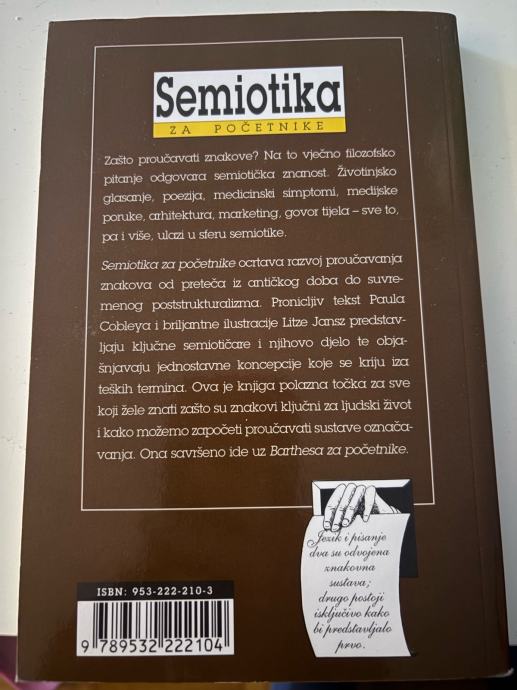 Semiotika
ZA POČETNIKE
Zašto proučavati znakove? Na to vječno filozofsko
pitanje odgovara semiotička znanost. Životinjsko
glasanje, poezija, medicinski simptomi, medijske
poruke, arhitektura, marketing, govor tijela – sve to,
pa i više, ulazi u sferu semiotike.
Semiotika za početnike ocrtava razvoj proučavanja
znakova od preteča iz antičkog doba do suvre-
menog poststrukturalizma. Pronicljiv tekst Paula
Cobleya i briljantne ilustracije Litze Jansz predstav-
ljaju ključne semiotičare i njihovo djelo te obja-
šnjavaju jednostavne koncepcije koje se kriju iza
teških termina. Ova je knjiga polazna točka za sve
koji žele znati zašto su znakovi ključni za ljudski život
i kako možemo započeti proučavati sustave označa-
vanja. Ona savršeno ide uz Barthesa za početnike.
Jezik i pisanje
dva su odvojena
znakovna
sustava;
drugo postoji
isključivo kako
bi predstavljalo
prvo.
ISBN: 953-222-210-3
9 789532 222104